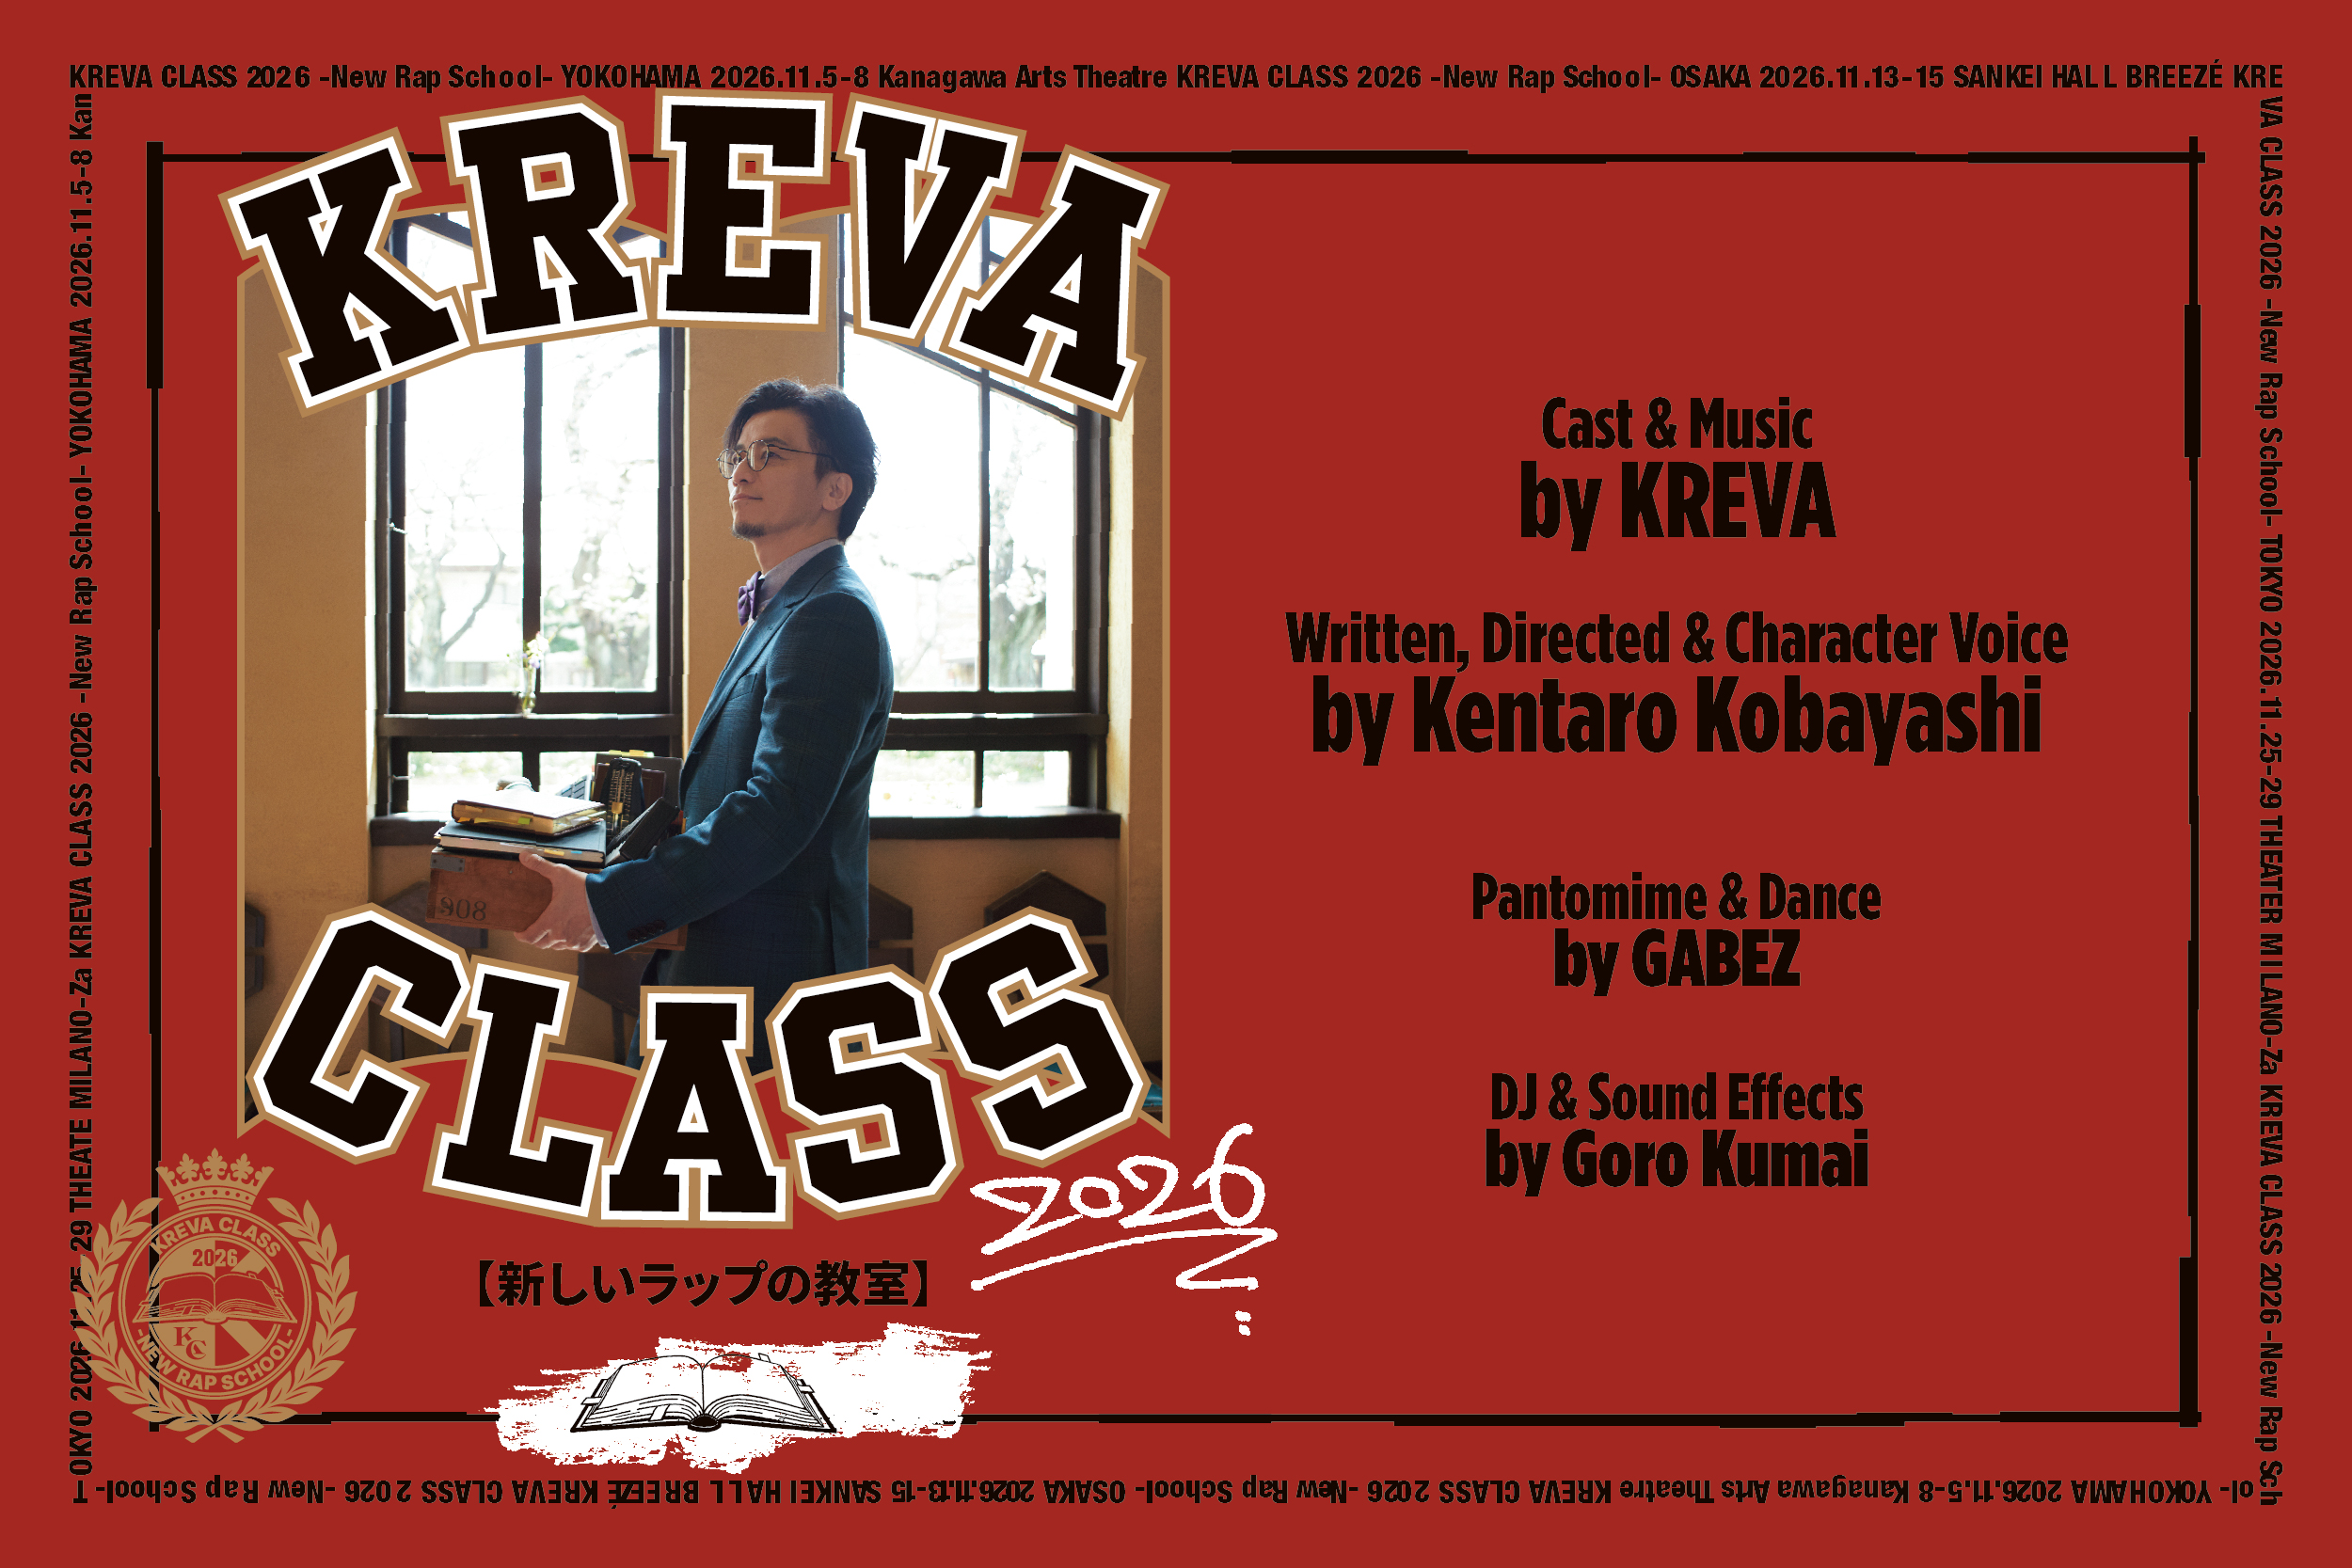 KREVA CLASS 2026 -New Rap School- YOKOHAMA 2026.11.5-8 Kanagawa Arts Theatre KREVA CLASS 2026 -New Rap School- OSAKA 2026.11.13-15 SANKEI HALL BREEZÉ KRE
VA CLASS 2026 -New Rap School- TOKYO 2026.11.25-29 THEATER MILANO-Za KREVA CLASS 2026 -New Rap Sch
ol- YOKOHAMA 2026.11.5-8 Kanagawa Arts Theatre KREVA CLASS 2026 -New Rap School- OSAKA 2026.11.13-15 SANKEI HALL BREEZÉ KREVA CLASS 2026 -New Rap School- T
OKYO 2026.11.25 29 THEATE MILANO-Za KREVA CLASS 2026 -New Rap School- YOKOHAMA 2026.11.5-8 Kan
KREVA
CLASS
2026
908
【新しいラップの教室】
KREVA CLASS
2026
KC
-NEW RAP SCHOOL-
Cast & Music
by KREVA
Written, Directed & Character Voice
by Kentaro Kobayashi
Pantomime & Dance
by GABEZ
DJ & Sound Effects
by Goro Kumai